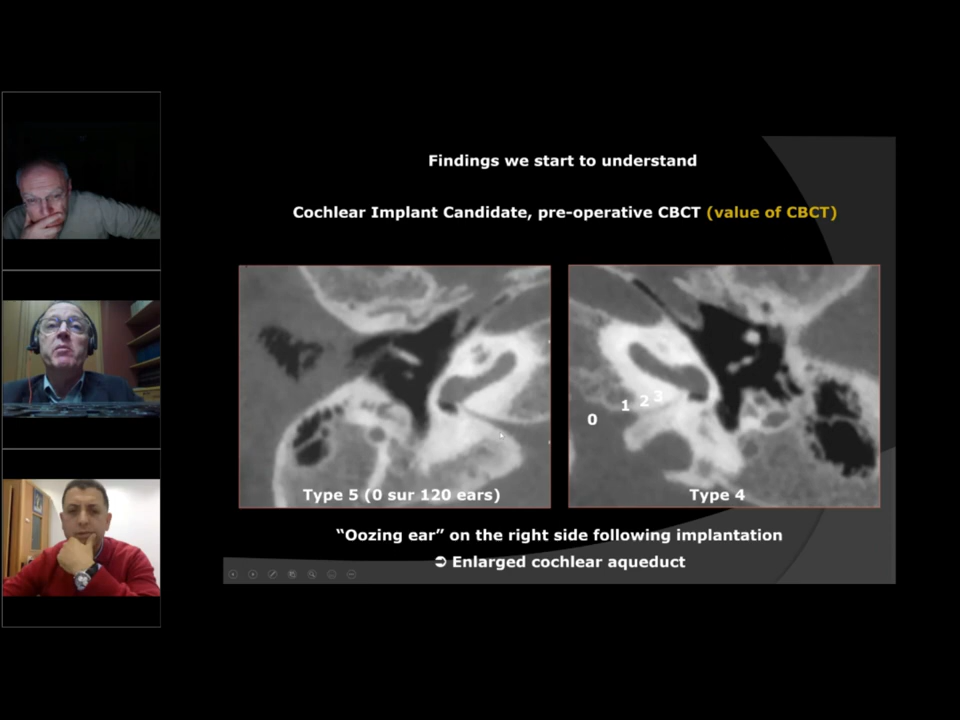 Findings we start to understand
Cochlear Implant Candidate, pre-operative CBCT (value of CBCT)
0
1
2
3
Type 5 (0 sur 120 ears)
Type 4
“Oozing ear” on the right side following implantation
➲ Enlarged cochlear aqueduct